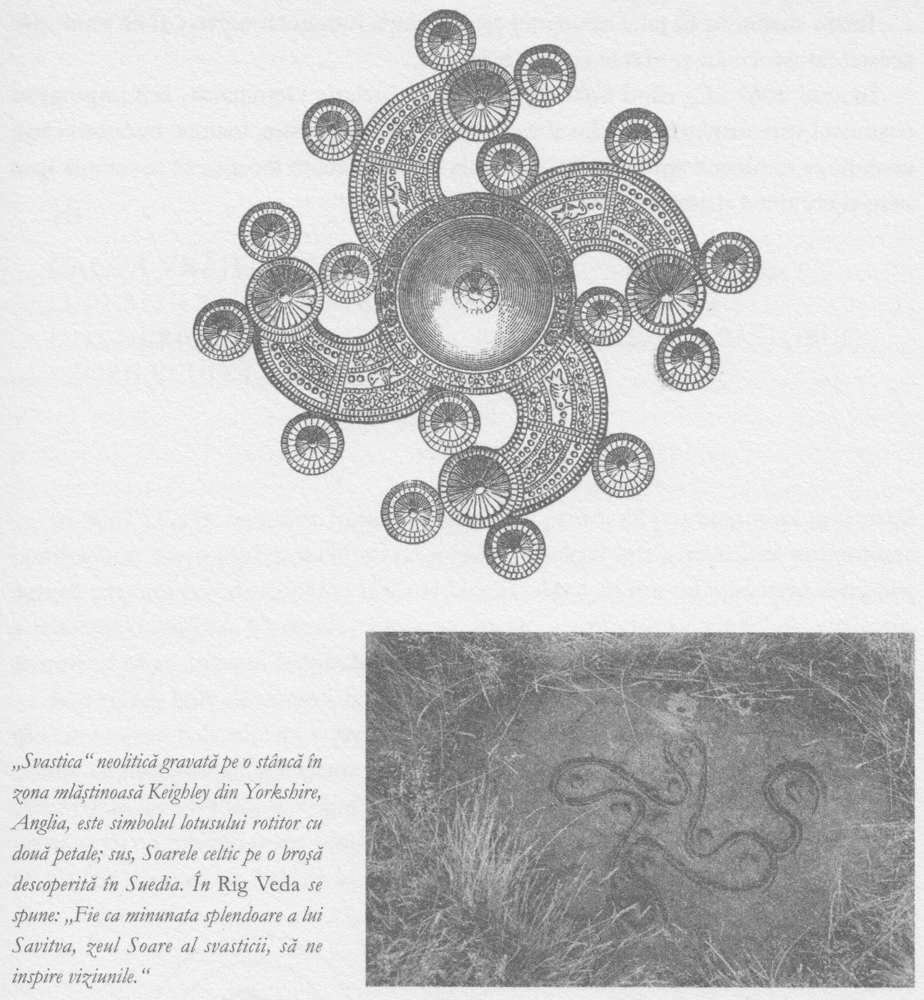 „Svastica“ neolitică gravată pe o stâncă în
zona mlăştinoasă Keighley din Yorkshire,
Anglia, este simbolul lotusului rotitor cu
două petale; sus, Soarele celtic pe o broşă
descoperită în Suedia. În Rig Veda se
spune: „Fie ca minunata splendoare a lui
Savitva, zeul Soare al svasticii, să ne
inspire viziunile.“